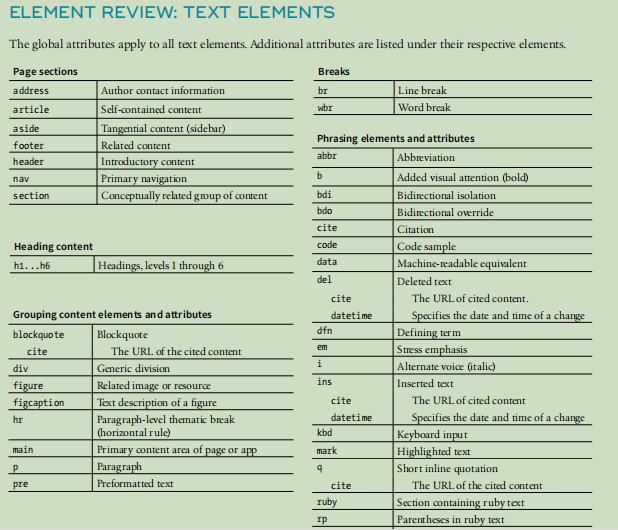 ELEMENT REVIEW: TEXT ELEMENTS
The global attributes apply to all text elements. Additional attributes are listed under their respective elements.
Page sections
address Author contact information
article Self-contained content
aside Tangential content (sidebar)
footer Related content
header Introductory content
nav Primary navigation
section Conceptually related group of content
Heading content
h1...h6 Headings, levels 1 through 6
Grouping content elements and attributes
blockquote Blockquote
cite The URL of the cited content
div Generic division
figure Related image or resource
figcaption Text description of a figure
hr Paragraph-level thematic break
(horizontal rule)
main Primary content area of page or app
p Paragraph
pre Preformatted text
Breaks
br Line break
wbr Word break
Phrasing elements and attributes
abbr Abbreviation
b Added visual attention (bold)
bdi Bidirectional isolation
bdo Bidirectional override
cite Citation
code Code sample
data Machine-readable equivalent
del Deleted text
cite The URL of cited content.
datetime Specifies the date and time of a change
dfn Defining term
em Stress emphasis
i Alternate voice (italic)
ins Inserted text
cite The URL of cited content
datetime Specifies the date and time of a change
kbd Keyboard input
mark Highlighted text
q Short inline quotation
cite The URL of the cited content
ruby Section containing ruby text
rp Parentheses in ruby text